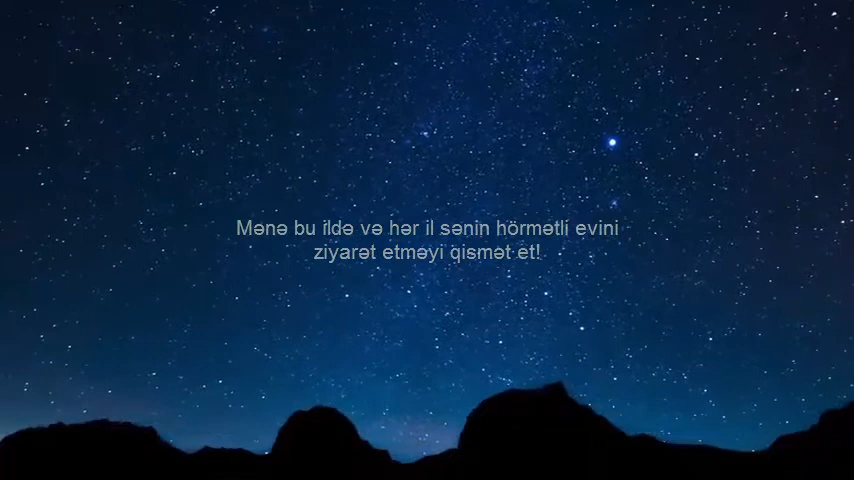 Mənə bu ildə və hər il sənin hörmətli evini
ziyarət etməyi qismət et!